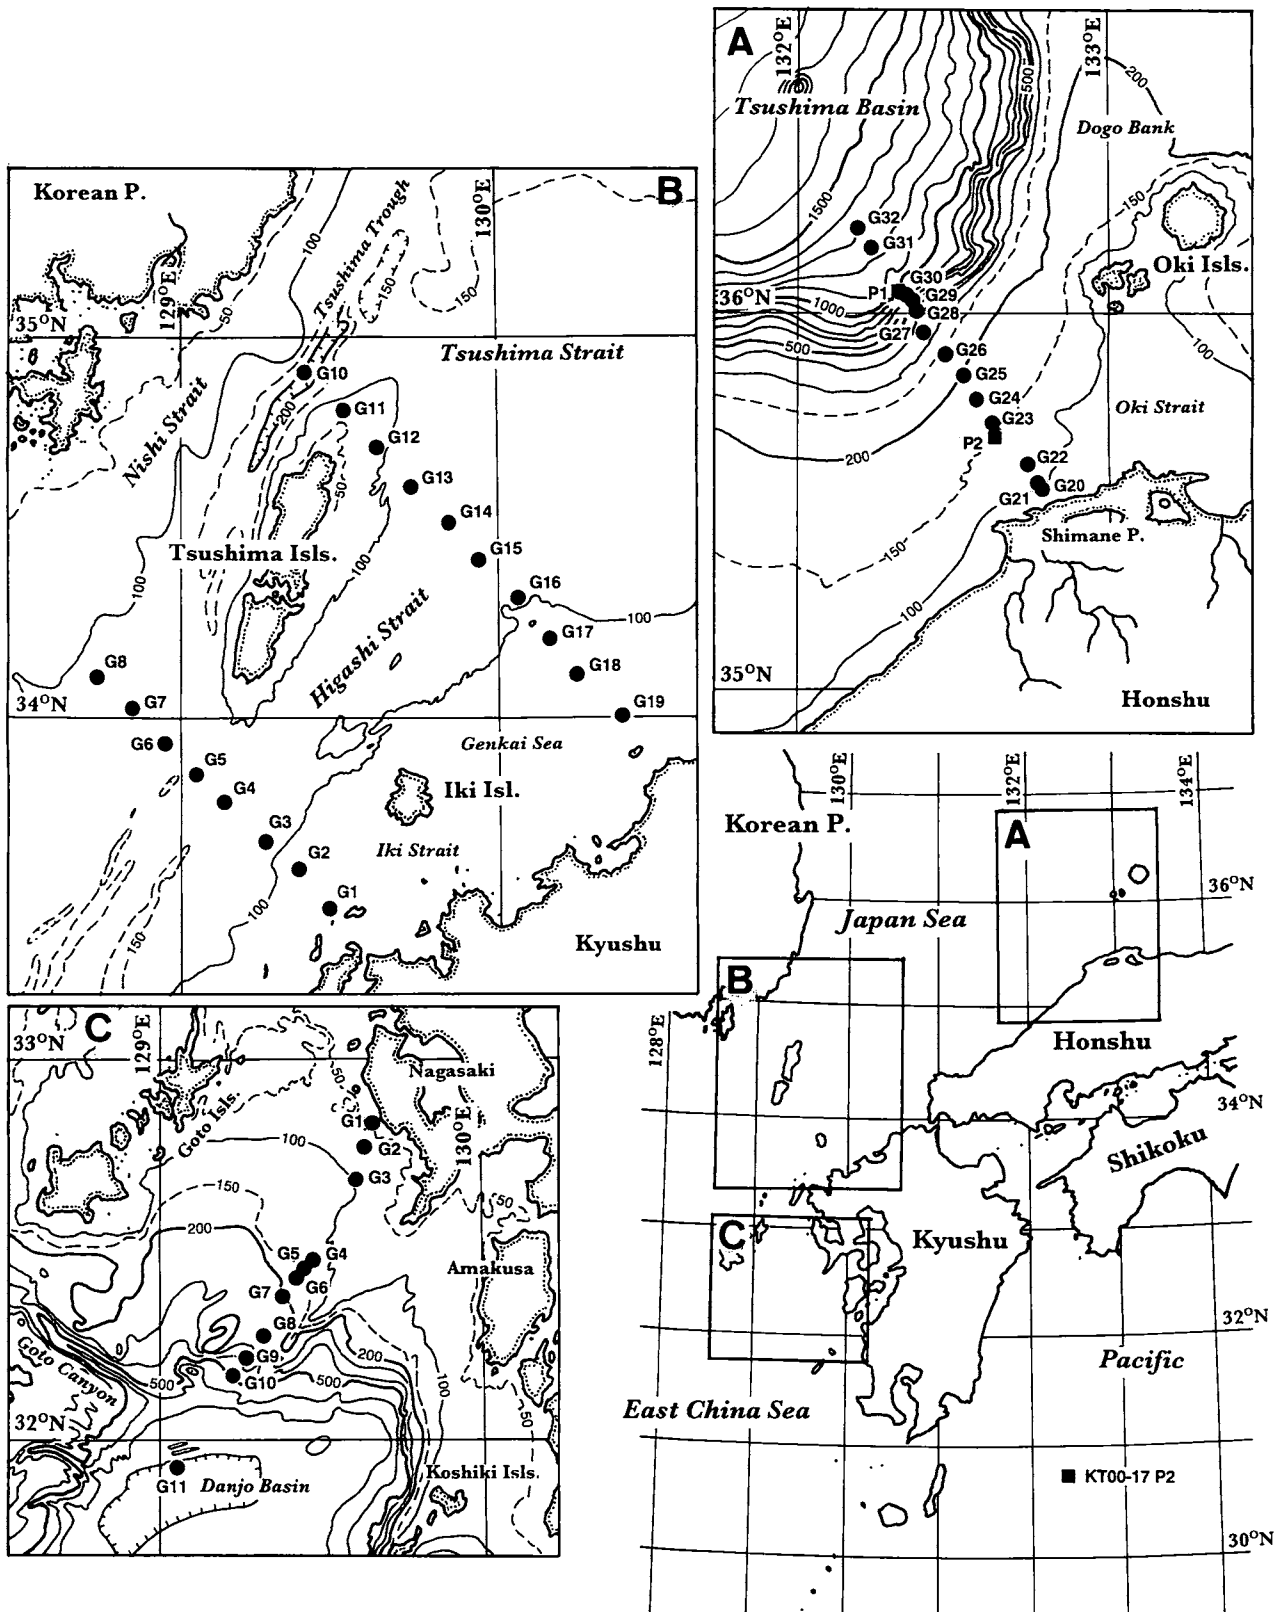 A
132°E
133°E
500
200
Tsushima Basin
Dogo Bank
1500
G32
G31
150
Oki Isls.
G30
P1
G29
36°N
1000
G28
G27
500
G26
100
G25
G24
Oki Strait
G23
P2
200
G22
G20
G21
Shimane P.
150
100
35°N
Honshu
B
Korean P.
130°E
100
Tsushima Trough
129°E
150
150
50
35°N
Tsushima Strait
G10
G11
200
Nishi Strait
G12
50
G13
G14
Tsushima Isls.
G15
100
G16
100
Higashi Strait
100
G17
G8
G18
34°N
G7
G19
G6
Genkai Sea
G5
G4
Iki Isl.
G3
Iki Strait
G2
G1
100
150
Kyushu
C
33°N
129°E
50
Nagasaki
Goto Isls.
G1
130°E
100
G2
G3
150
50
200
G5
G4
Amakusa
G6
G7
G8
Goto Canyon
G9
200
100
500
G10
500
50
32°N
Koshiki Isls.
G11
Danjo Basin
130°E
132°E
134°E
Korean P.
A
36°N
Japan Sea
B
128°E
Honshu
34°N
Shikoku
C
Kyushu
32°N
Pacific
East China Sea
KT00-17 P2
30°N